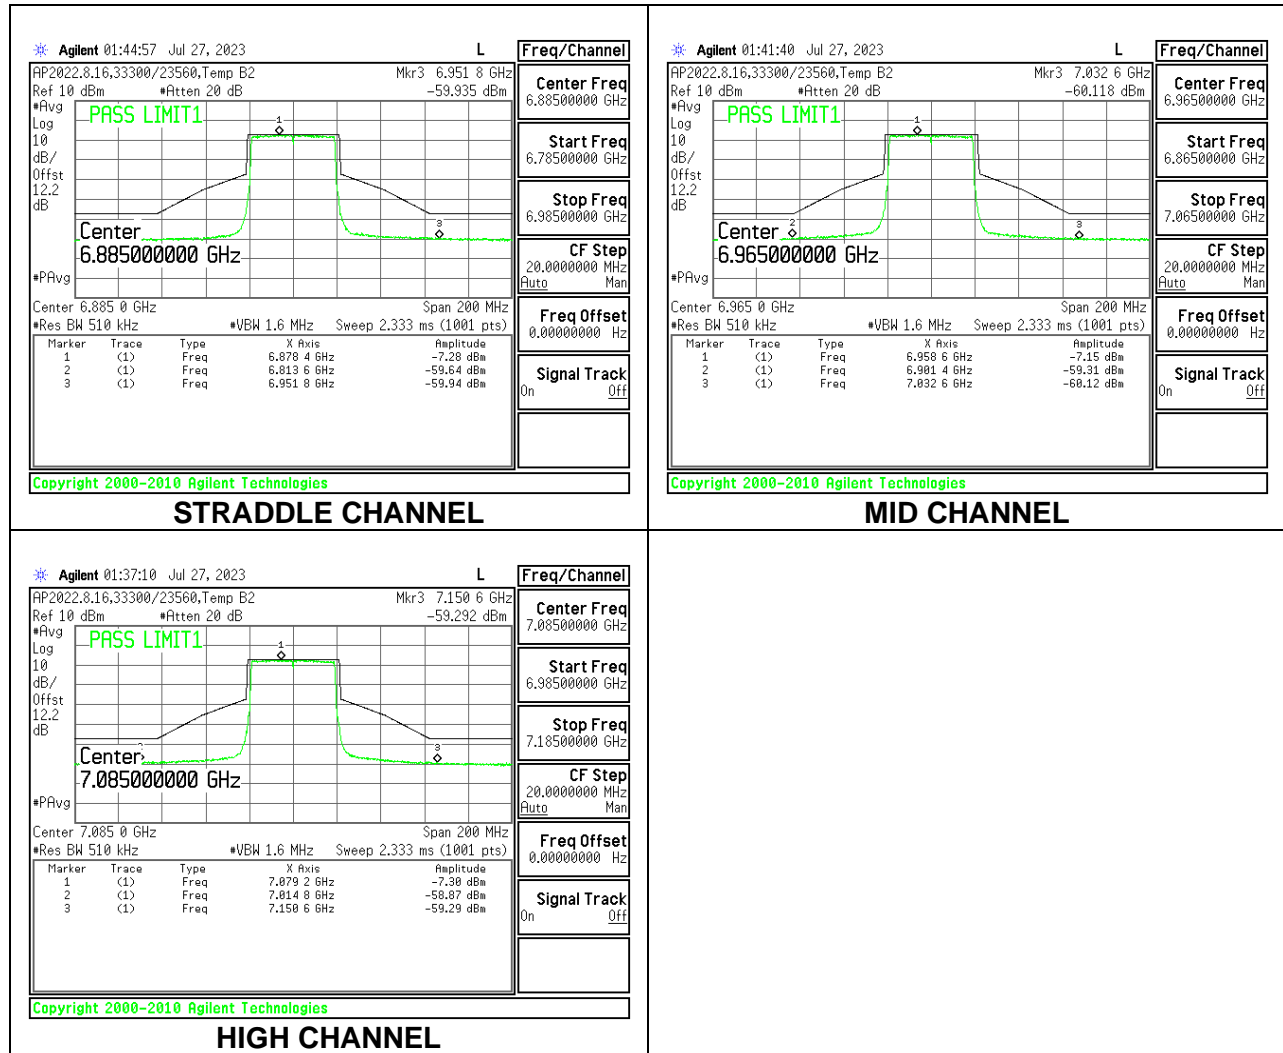 Agilent 01:44:57 Jul 27, 2023 L
Freq/Channel
AP2022.8.16,33300/23560,Temp B2 Mkr3 6.951 8 GHz
Ref 10 dBm #Atten 20 dB -59.935 dBm
#Avg
Log
10
dB/
Offst
12.2
dB
#PAvg
PASS LIMIT1
1
3
Center
6.885000000 GHz
Center 6.885 0 GHz Span 200 MHz
#Res BW 510 kHz #VBW 1.6 MHz Sweep 2.333 ms (1001 pts)
Marker Trace Type X Axis Amplitude
1 (1) Freq 6.878 4 GHz -7.28 dBm
2 (1) Freq 6.813 6 GHz -59.64 dBm
3 (1) Freq 6.951 8 GHz -59.94 dBm
Center Freq
6.88500000 GHz
Start Freq
6.78500000 GHz
Stop Freq
6.98500000 GHz
CF Step
20.0000000 MHz
Auto Man
Freq Offset
0.00000000 Hz
Signal Track
On Off
Copyright 2000-2010 Agilent Technologies
STRADDLE CHANNEL
Agilent 01:41:40 Jul 27, 2023 L
Freq/Channel
AP2022.8.16,33300/23560,Temp B2 Mkr3 7.032 6 GHz
Ref 10 dBm #Atten 20 dB -60.118 dBm
#Avg
Log
10
dB/
Offst
12.2
dB
#PAvg
PASS LIMIT1
1
2
3
Center
6.965000000 GHz
Center 6.965 0 GHz Span 200 MHz
#Res BW 510 kHz #VBW 1.6 MHz Sweep 2.333 ms (1001 pts)
Marker Trace Type X Axis Amplitude
1 (1) Freq 6.958 6 GHz -7.15 dBm
2 (1) Freq 6.901 4 GHz -59.31 dBm
3 (1) Freq 7.032 6 GHz -60.12 dBm
Center Freq
6.96500000 GHz
Start Freq
6.86500000 GHz
Stop Freq
7.06500000 GHz
CF Step
20.0000000 MHz
Auto Man
Freq Offset
0.00000000 Hz
Signal Track
On Off
Copyright 2000-2010 Agilent Technologies
MID CHANNEL
Agilent 01:37:10 Jul 27, 2023 L
Freq/Channel
AP2022.8.16,33300/23560,Temp B2 Mkr3 7.150 6 GHz
Ref 10 dBm #Atten 20 dB -59.292 dBm
#Avg
Log
10
dB/
Offst
12.2
dB
#PAvg
PASS LIMIT1
1
3
Center
7.085000000 GHz
Center 7.085 0 GHz Span 200 MHz
#Res BW 510 kHz #VBW 1.6 MHz Sweep 2.333 ms (1001 pts)
Marker Trace Type X Axis Amplitude
1 (1) Freq 7.079 2 GHz -7.30 dBm
2 (1) Freq 7.014 8 GHz -58.87 dBm
3 (1) Freq 7.150 6 GHz -59.29 dBm
Center Freq
7.08500000 GHz
Start Freq
6.98500000 GHz
Stop Freq
7.18500000 GHz
CF Step
20.0000000 MHz
Auto Man
Freq Offset
0.00000000 Hz
Signal Track
On Off
Copyright 2000-2010 Agilent Technologies
HIGH CHANNEL